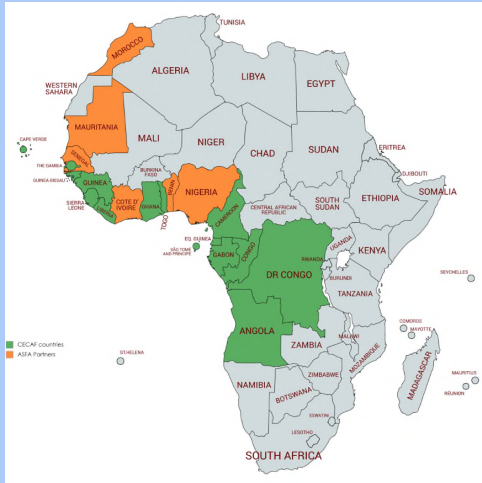 TUNISIA
MOROCCO
ALGERIA
LIBYA
EGYPT
WESTERN
SAHARA
MAURITANIA
MALI
NIGER
CHAD
SUDAN
ERITREA
CAPE VERDE
SENEGAL
THE GAMBIA
GUINEA-BISSAU
GUINEA
SIERRA
LEONE
LIBERIA
COTE D'
IVOIRE
BURKINA
FASO
GHANA
TOGO
BENIN
NIGERIA
CAMEROON
CENTRAL AFRICAN
REPUBLIC
SOUTH
SUDAN
DJIBOUTI
ETHIOPIA
SOMALIA
EQ. GUINEA
SÃO TOMÉ
AND PRÍNCIPE
GABON
CONGO
DR CONGO
UGANDA
KENYA
RWANDA
BURUNDI
TANZANIA
SEYCHELLES
ANGOLA
ZAMBIA
MALAWI
MOZAMBIQUE
COMOROS
MAYOTTE
MADAGASCAR
MAURITIUS
RÉUNION
ST.HELENA
NAMIBIA
BOTSWANA
ZIMBABWE
ESWATINI
LESOTHO
SOUTH AFRICA
CECAF countries
ASFA Partners